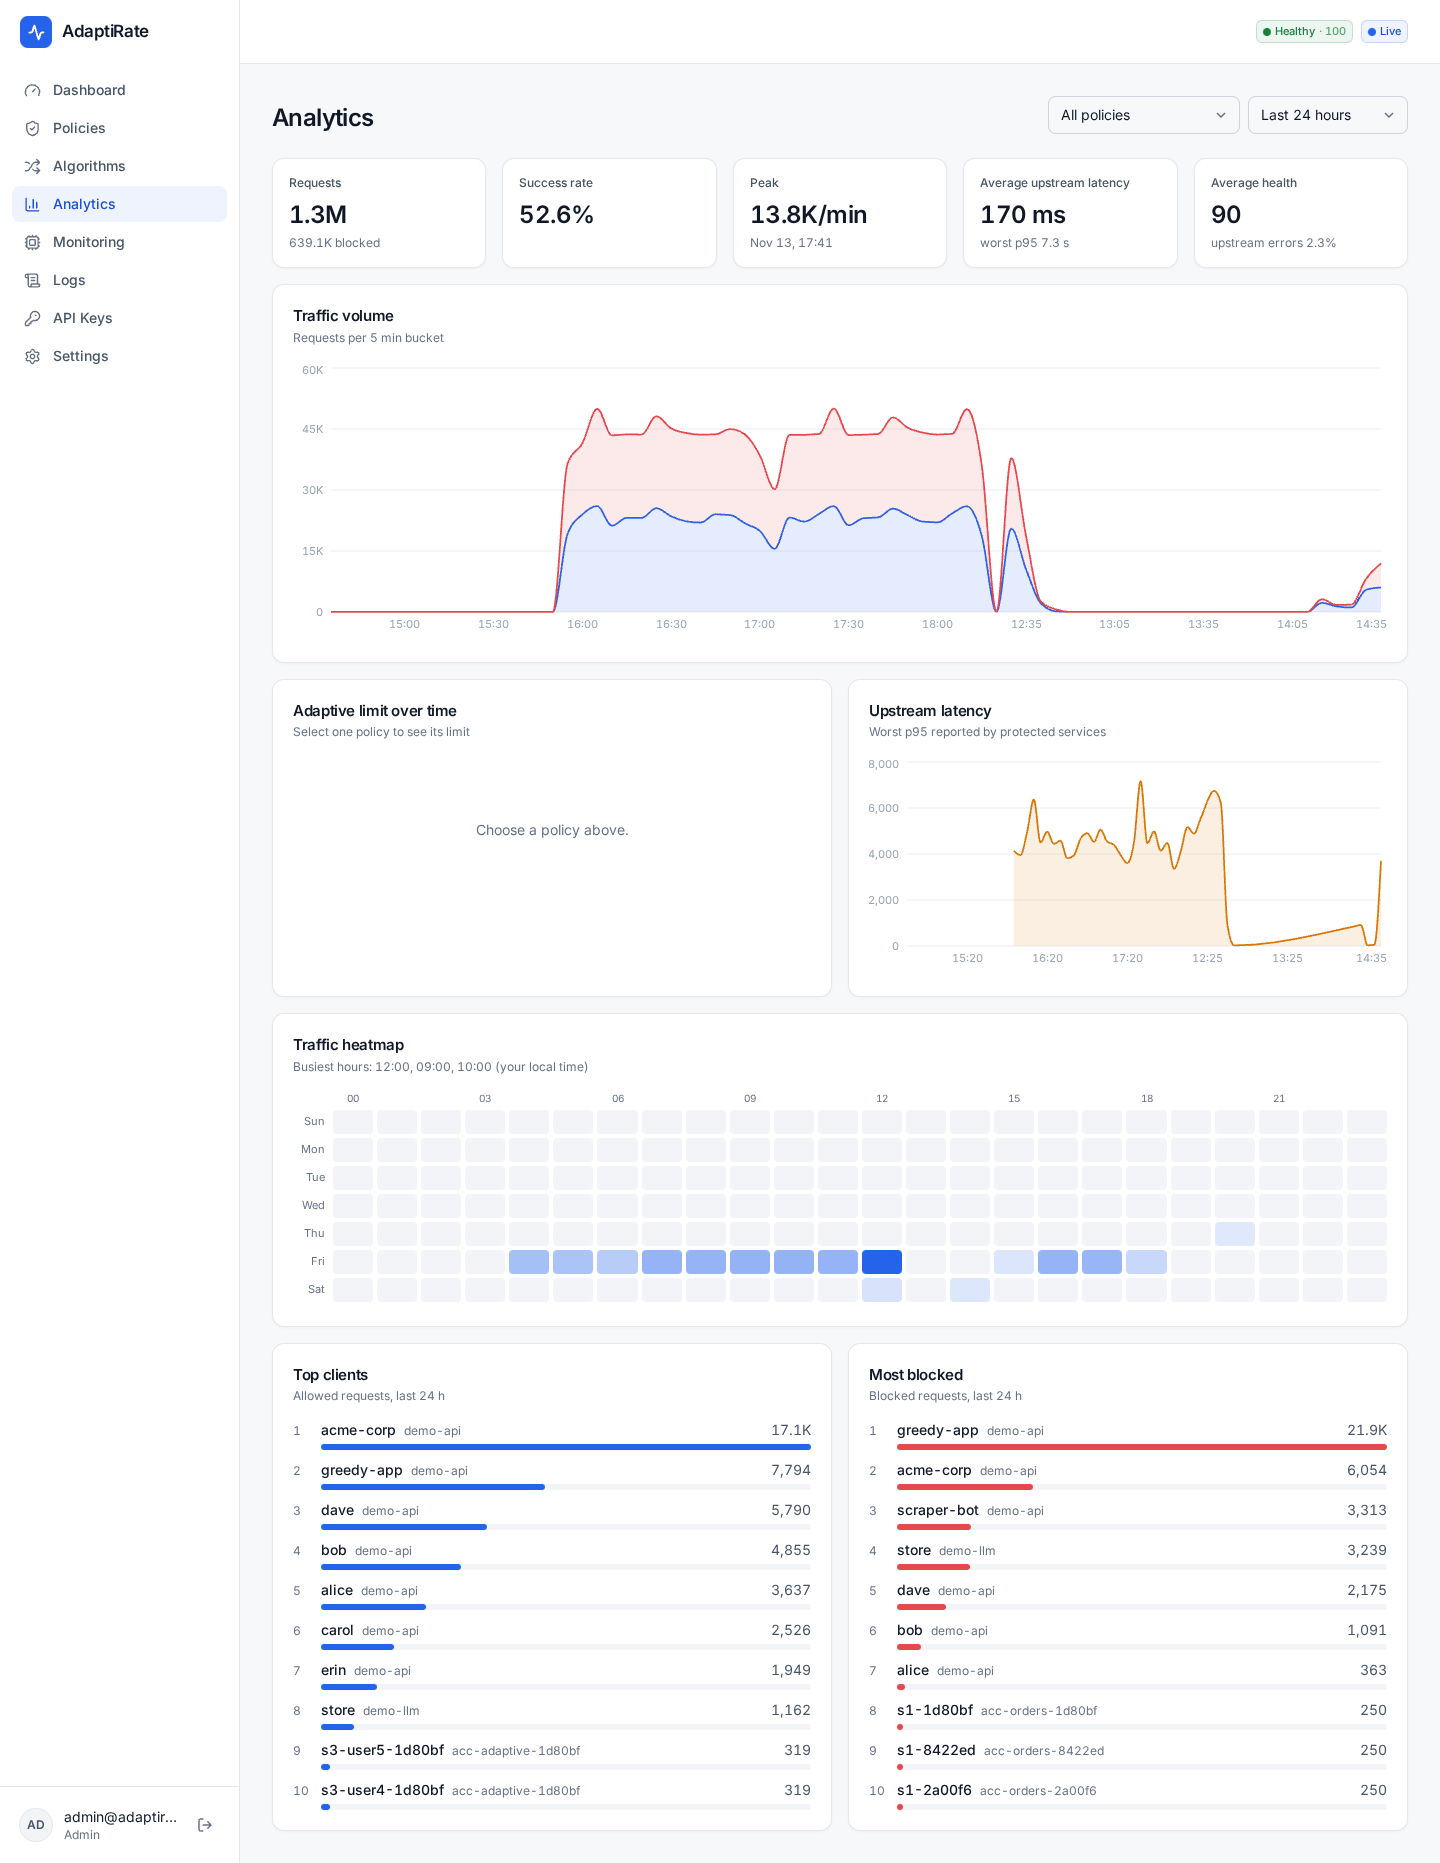 AdaptiRate
Healthy · 100
Live
Dashboard
Policies
Algorithms
Analytics
Monitoring
Logs
API Keys
Settings
Analytics
All policies
Last 24 hours
Requests
1.3M
639.1K blocked
Success rate
52.6%
Peak
13.8K/min
Nov 13, 17:41
Average upstream latency
170 ms
worst p95 7.3 s
Average health
90
upstream errors 2.3%
Traffic volume
Requests per 5 min bucket
60K
45K
30K
15K
0
15:00 15:30 16:00 16:30 17:00 17:30 18:00 12:35 13:05 13:35 14:05 14:35
Adaptive limit over time
Select one policy to see its limit
Choose a policy above.
Upstream latency
Worst p95 reported by protected services
8,000
6,000
4,000
2,000
0
15:20 16:20 17:20 12:25 13:25 14:35
Traffic heatmap
Busiest hours: 12:00, 09:00, 10:00 (your local time)
00 03 06 09 12 15 18 21
Sun
Mon
Tue
Wed
Thu
Fri
Sat
Top clients
Allowed requests, last 24 h
1 acme-corp demo-api 17.1K
2 greedy-app demo-api 7,794
3 dave demo-api 5,790
4 bob demo-api 4,855
5 alice demo-api 3,637
6 carol demo-api 2,526
7 erin demo-api 1,949
8 store demo-llm 1,162
9 s3-user5-1d80bf acc-adaptive-1d80bf 319
10 s3-user4-1d80bf acc-adaptive-1d80bf 319
Most blocked
Blocked requests, last 24 h
1 greedy-app demo-api 21.9K
2 acme-corp demo-api 6,054
3 scraper-bot demo-api 3,313
4 store demo-llm 3,239
5 dave demo-api 2,175
6 bob demo-api 1,091
7 alice demo-api 363
8 s1-1d80bf acc-orders-1d80bf 250
9 s1-8422ed acc-orders-8422ed 250
10 s1-2a00f6 acc-orders-2a00f6 250
AD
admin@adaptir...
Admin